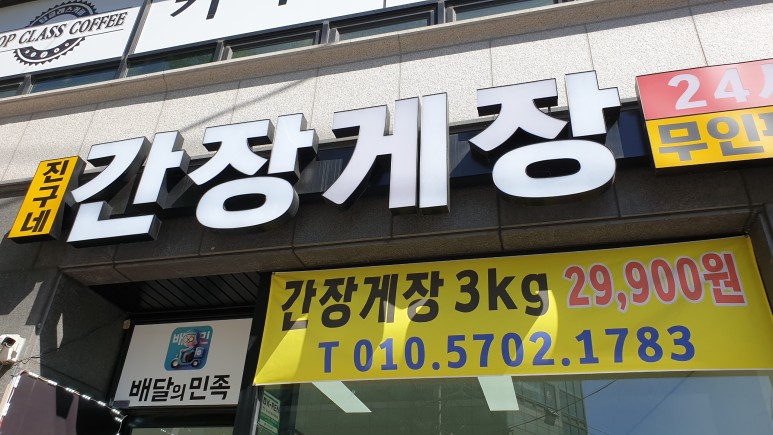 OP CLASS COFFEE
진구네
간장게장
24시
무인판
간장게장 3kg 29,900원
T 010.5702.1783
배달의민족